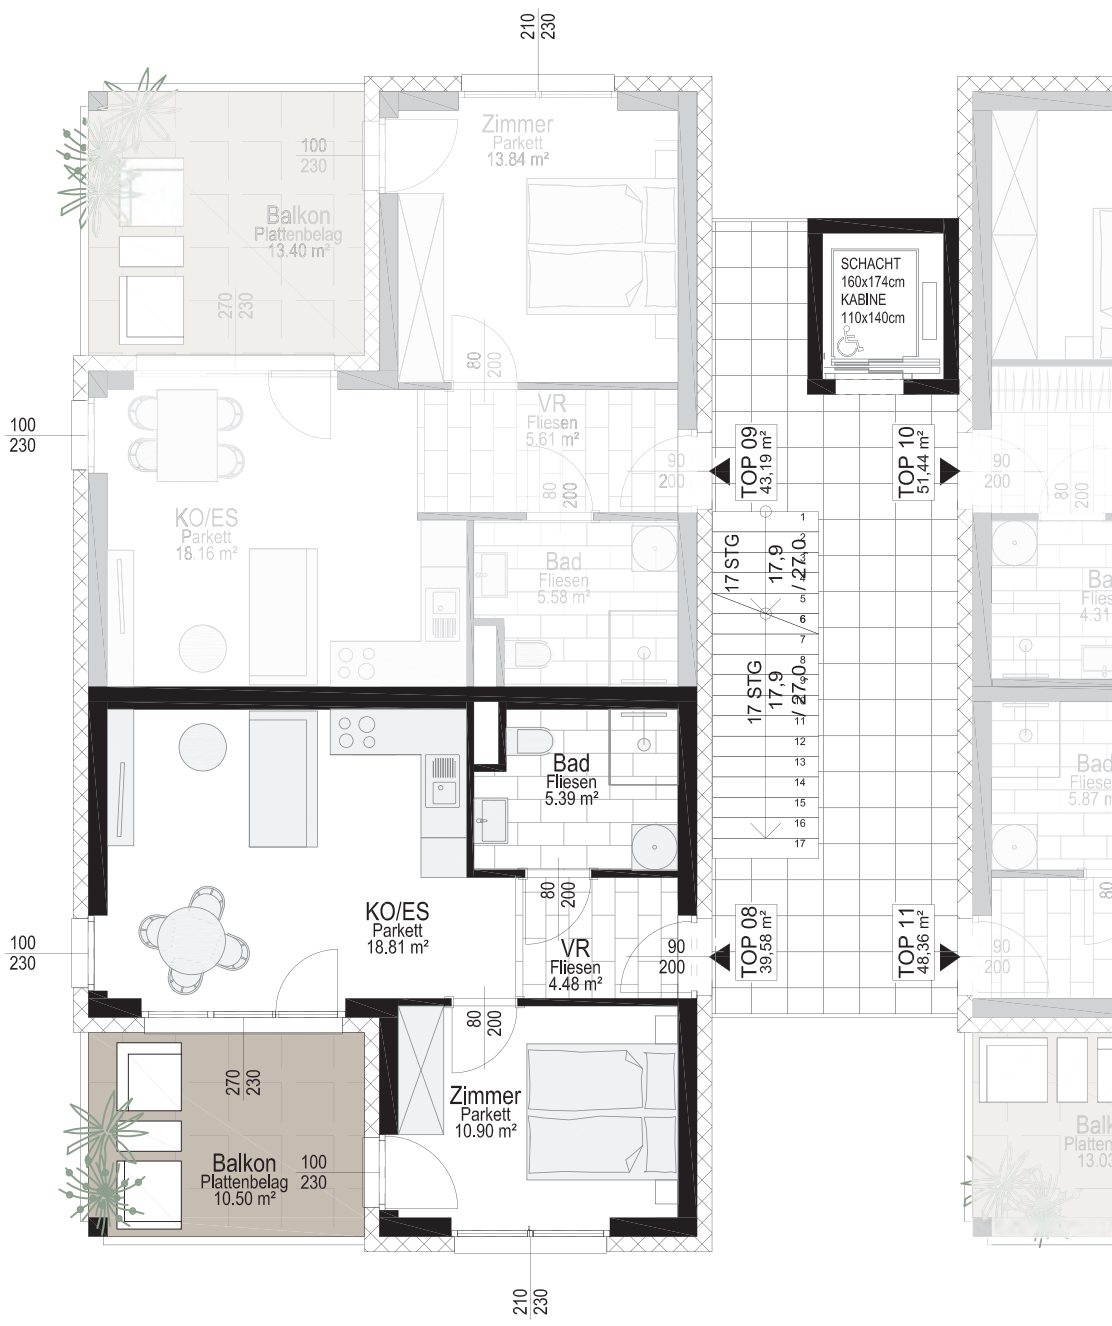 210
230
Zimmer
Parkett
13.84 m²
100
230
Balkon
Plattenbelag
13.40 m²
270
230
SCHACHT
160x174cm
KABINE
110x140cm
80
200
100
230
VR
Fliesen
5.61 m²
80
200
90
200
TOP 09
43,19 m²
TOP 10
51,44 m²
90
200
80
200
KO/ES
Parkett
18.16 m²
Bad
Fliesen
5.58 m²
17 STG
17,9
/ 27,0
1
2
3
4
5
6
7
8
9
11
12
13
14
15
16
17
17 STG
17,9
/ 27,0
4.31
Bad
5.87 m
Bad
Fliesen
5.39 m²
80
200
80
KO/ES
Parkett
18.81 m²
100
230
VR
Fliesen
4.48 m²
90
200
TOP 08
39,58 m²
TOP 11
48,36 m²
90
200
80
200
270
230
Zimmer
Parkett
10.90 m²
Balkon
Plattenbelag
10.50 m²
100
230
13.03
210
230